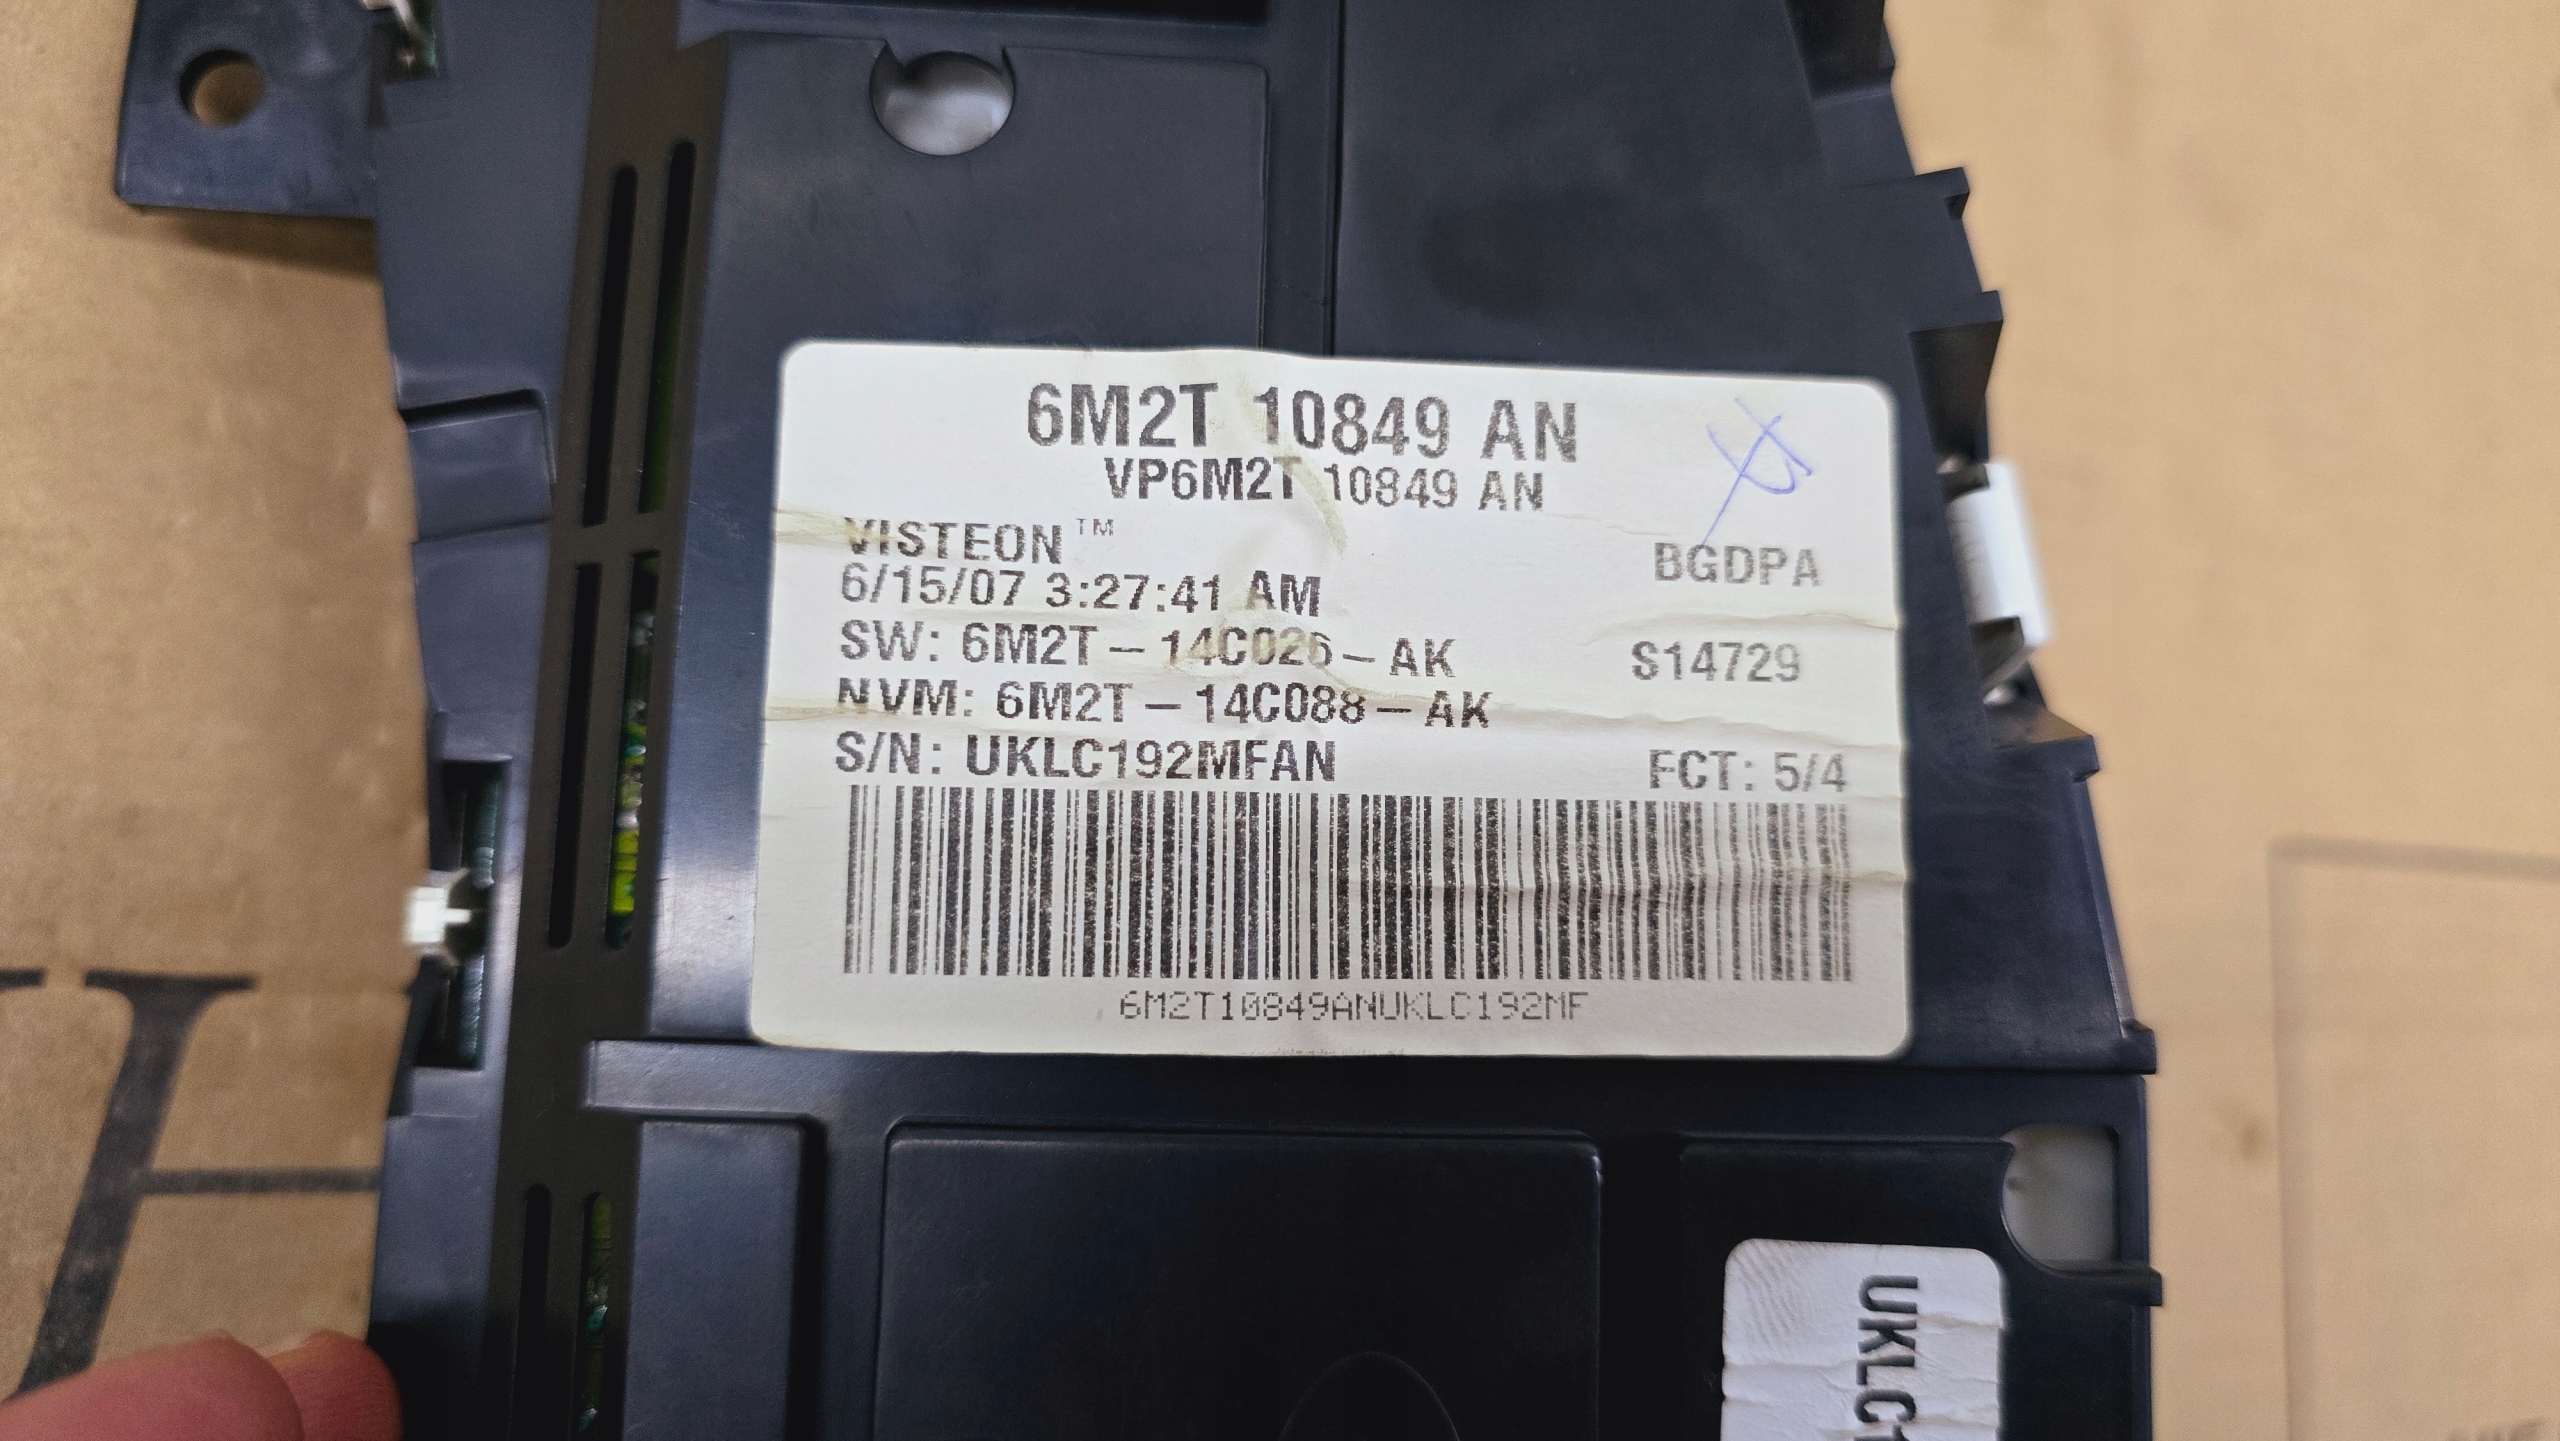 6M2T 10849 AN
VP6M2T 10849 AN
VISTEON™
BGDPA
6/15/07 3:27:41 AM
SW: 6M2T-14C026-AK
S14729
NVM: 6M2T-14C088-AK
S/N: UKLC192MFAN
FCT: 5/4
6M2T10849ANUKLC192MF
UKLC1